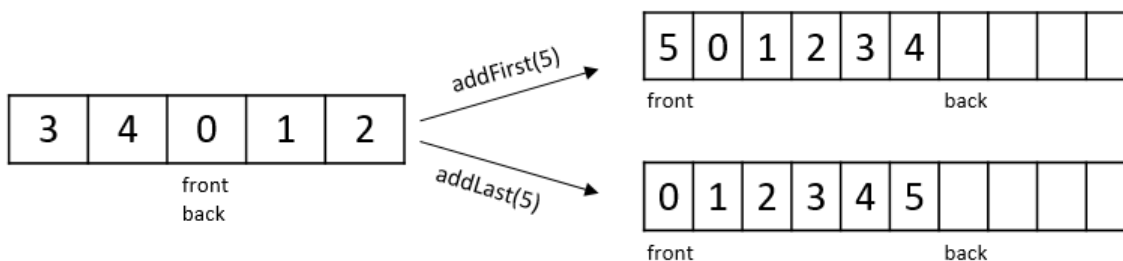 5 0 1 2 3 4
front back
addFirst(5)
3 4 0 1 2
front
back
addLast(5)
0 1 2 3 4 5
front back